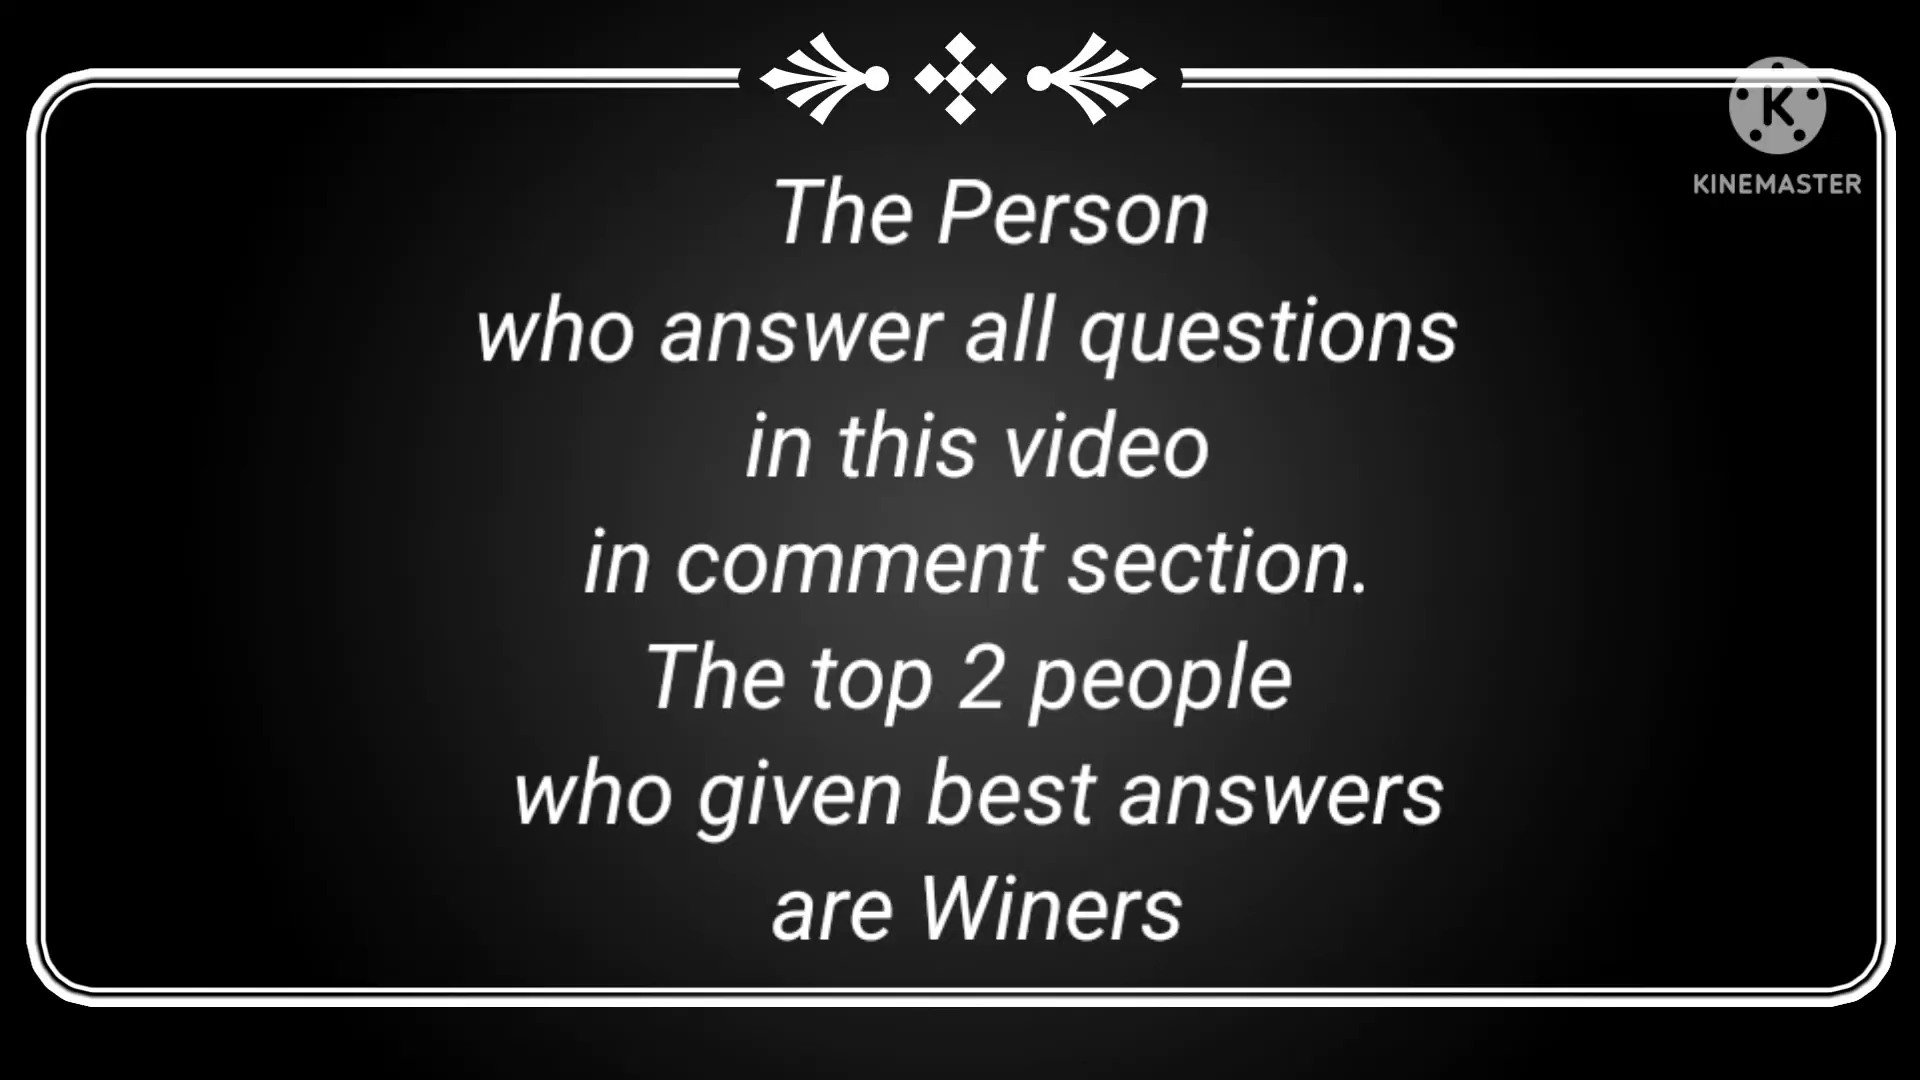 KINEMASTER
The Person
who answer all questions
in this video
in comment section.
The top 2 people
who given best answers
are Winers